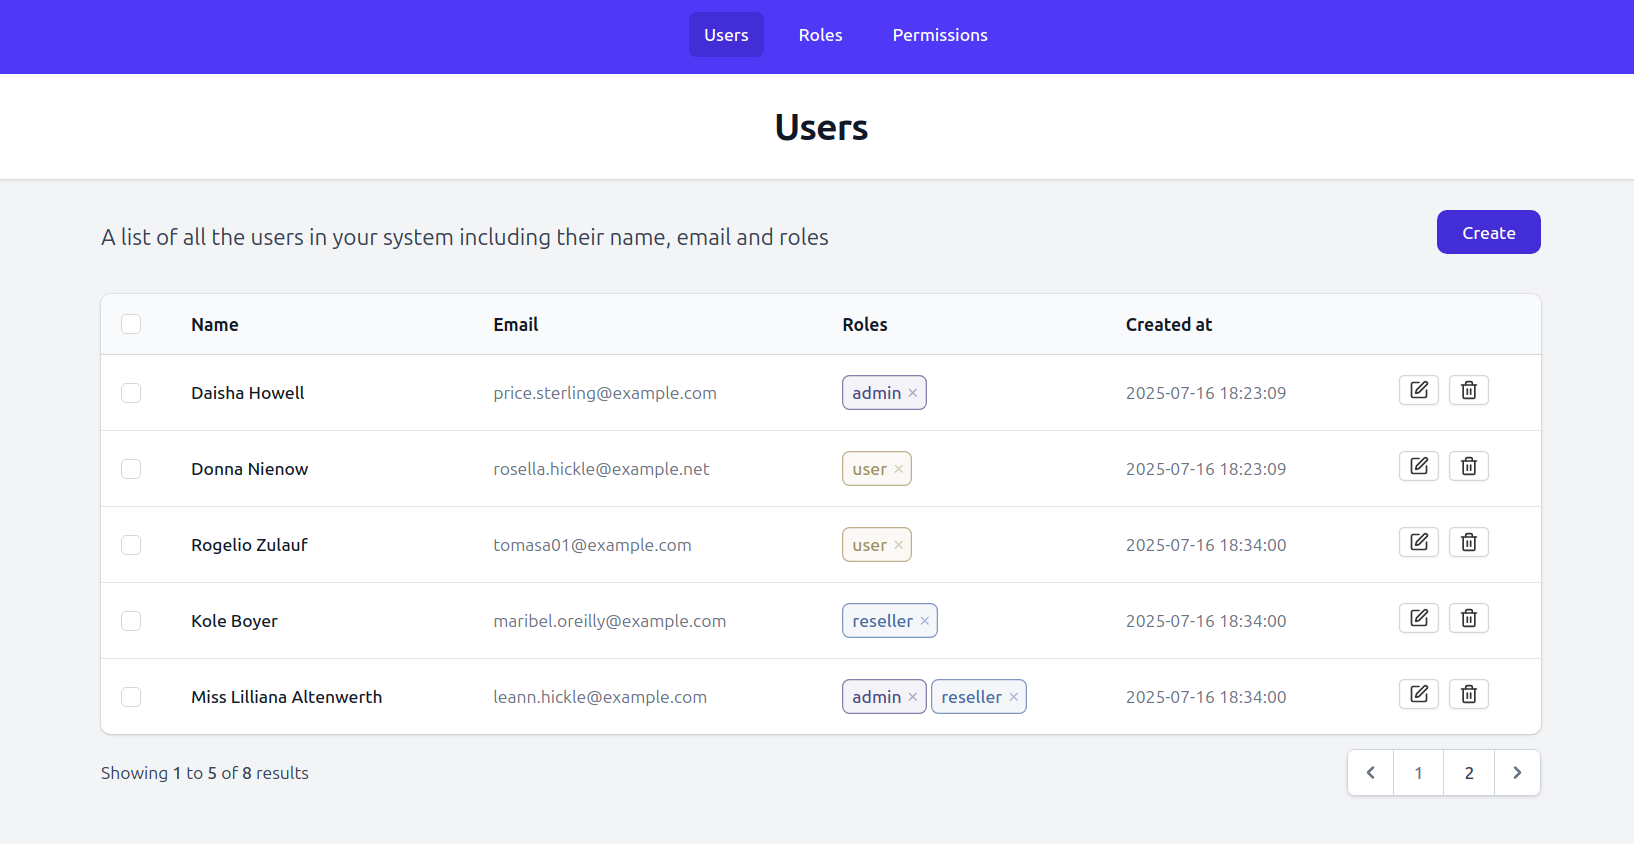 Users Roles Permissions
Users
A list of all the users in your system including their name, email and roles
Create
Name Email Roles Created at
Daisha Howell price.sterling@example.com admin × 2025-07-16 18:23:09
Donna Nienow rosella.hickle@example.net user × 2025-07-16 18:23:09
Rogelio Zulauf tomasa01@example.com user × 2025-07-16 18:34:00
Kole Boyer maribel.oreilly@example.com reseller × 2025-07-16 18:34:00
Miss Lilliana Altenwerth leann.hickle@example.com admin × reseller × 2025-07-16 18:34:00
Showing 1 to 5 of 8 results
1 2